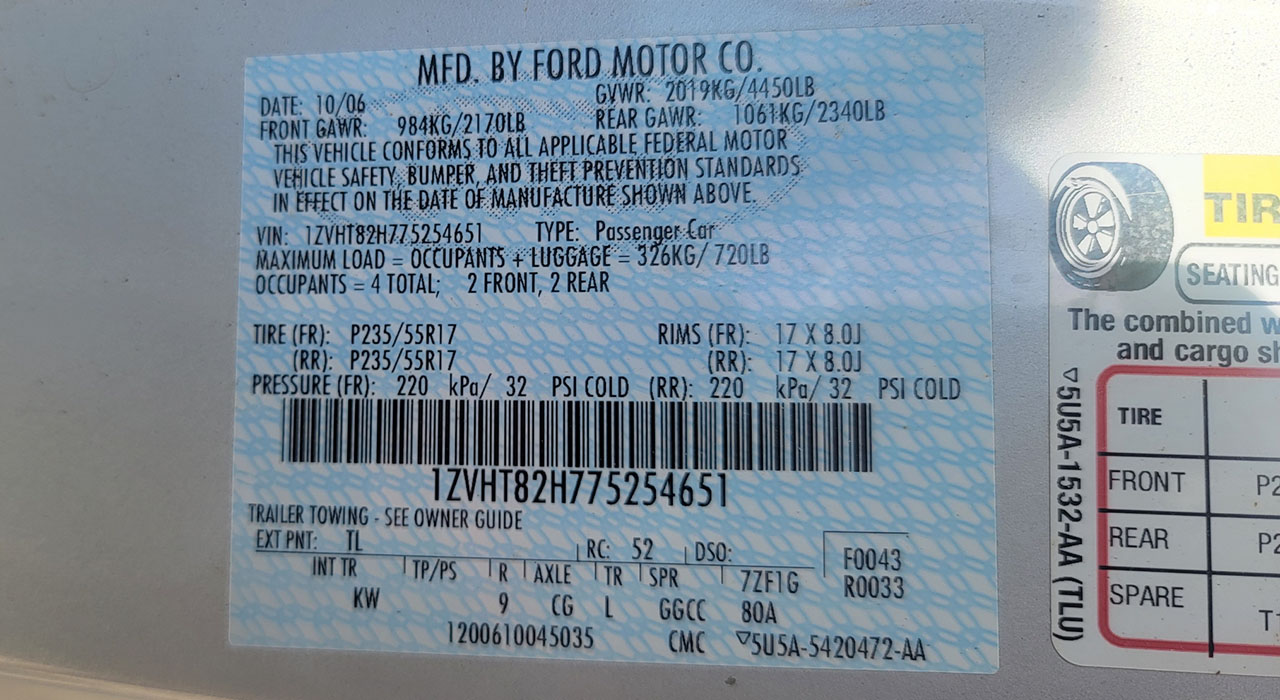 MFD. BY FORD MOTOR CO.
DATE: 10/06 GVWR: 2019KG/4450LB
FRONT GAWR: 984KG/2170LB REAR GAWR: 1061KG/2340LB
THIS VEHICLE CONFORMS TO ALL APPLICABLE FEDERAL MOTOR
VEHICLE SAFETY, BUMPER, AND THEFT PREVENTION STANDARDS
IN EFFECT ON THE DATE OF MANUFACTURE SHOWN ABOVE.
VIN: 1ZVHT82H775254651 TYPE: Passenger Car
MAXIMUM LOAD = OCCUPANTS + LUGGAGE = 326KG/ 720LB
OCCUPANTS = 4 TOTAL; 2 FRONT, 2 REAR
TIRE (FR): P235/55R17 RIMS (FR): 17 X 8.0J
(RR): P235/55R17 (RR): 17 X 8.0J
PRESSURE (FR): 220 kPa/ 32 PSI COLD (RR): 220 kPa/ 32 PSI COLD
1ZVHT82H775254651
TRAILER TOWING - SEE OWNER GUIDE
EXT PNT: TL RC: 52 DSO: F0043
INT TR TP/PS R AXLE TR SPR 7ZF1G R0033
KW 9 CG L GGCC 80A
1200610045035 CMC ▽5U5A-5420472-AA
TIR
SEATING
The combined w
and cargo sh
TIRE
FRONT P2
REAR P2
SPARE T1
▽5U5A-1532-AA (TLU)